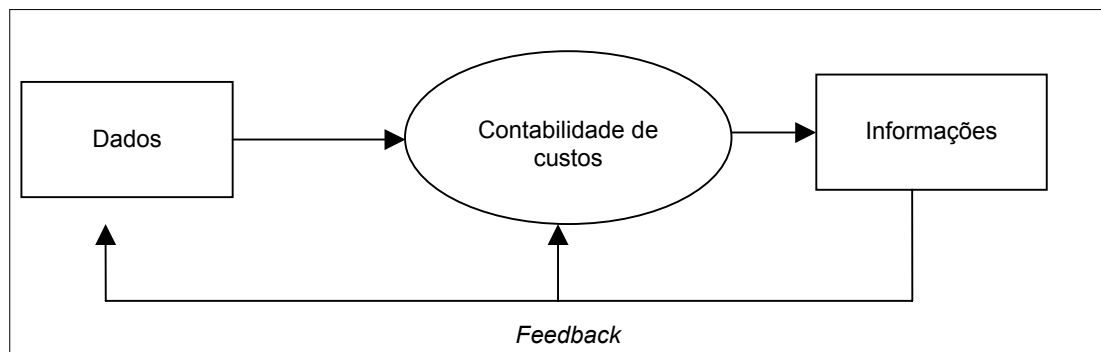 Dados
Contabilidade de
custos
Informações
Feedback